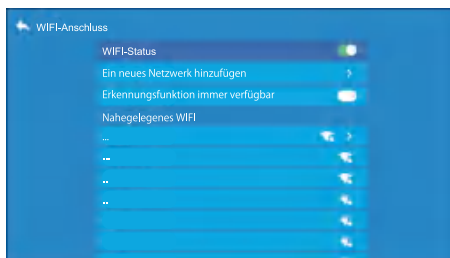 WIFI-Anschluss
WIFI-Status
Ein neues Netzwerk hinzufügen
Erkennungsfunktion immer verfügbar
Nahegelegenes WIFI
...
...
..
..